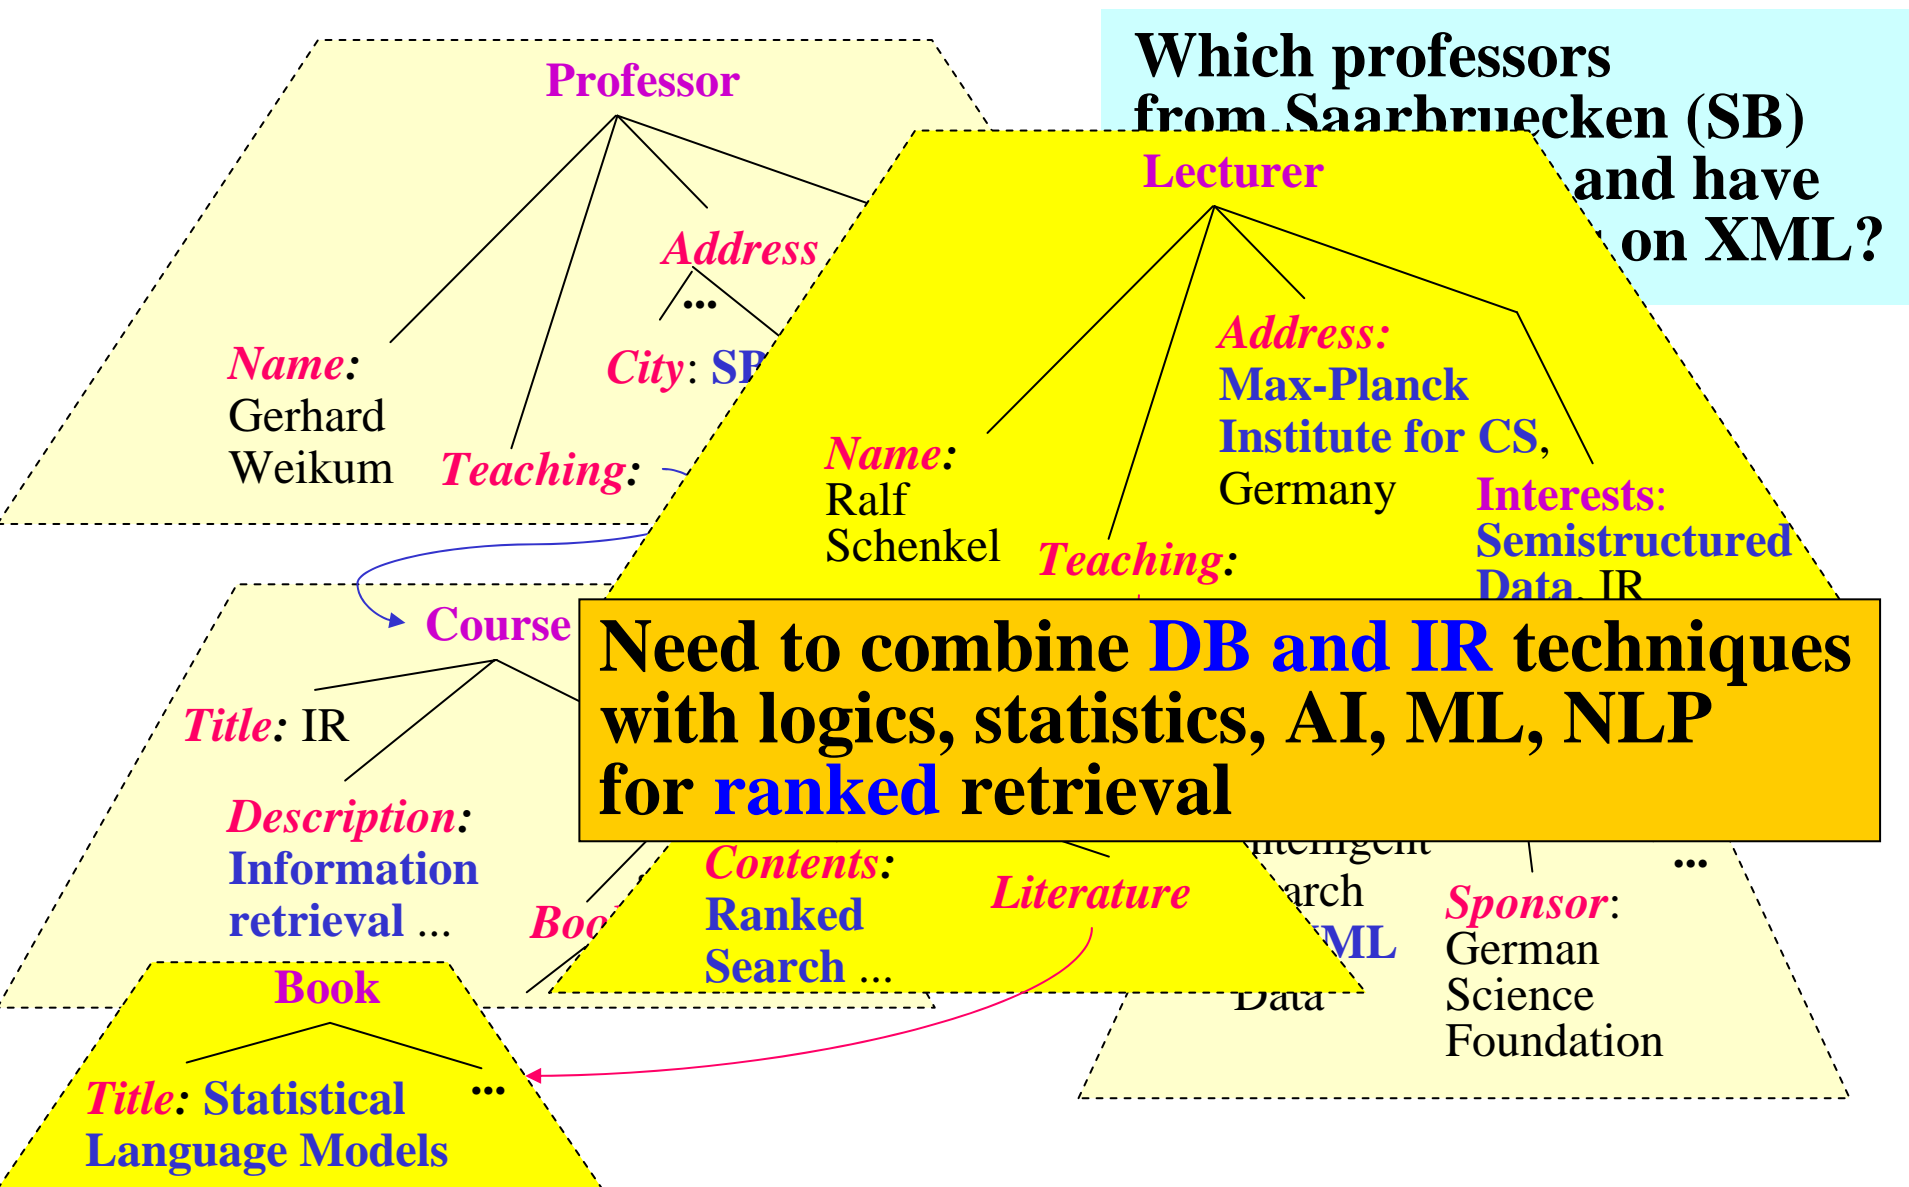 Professor
Which professors
from Saarbruecken (SB)
and have
on XML?
Lecturer
Address
...
Name:
Gerhard
Weikum
City: SB
Teaching:
Address:
Max-Planck
Institute for CS,
Germany
Name:
Ralf
Schenkel
Teaching:
Interests:
Semistructured
Data, IR
Course
Need to combine DB and IR techniques
with logics, statistics, AI, ML, NLP
for ranked retrieval
Title: IR
Description:
Information
retrieval ...
Contents:
Ranked
Search ...
Literature
Intelligent
...
Sponsor:
German
Science
Foundation
Data
Book
Title: Statistical
Language Models
...